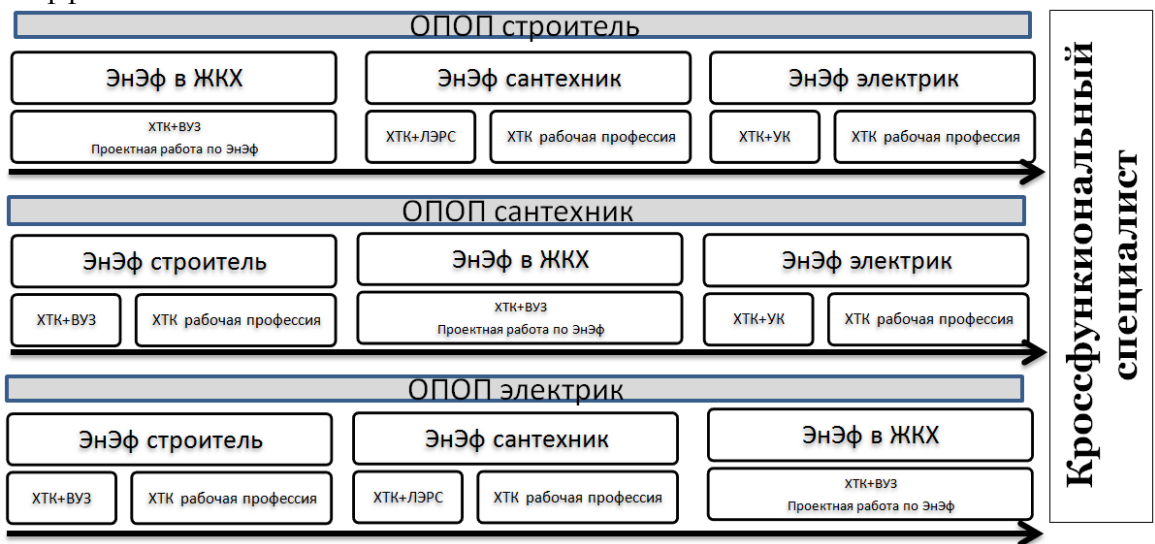 ОПОП строитель
ЭнЭф в ЖКХ
ЭнЭф сантехник
ЭнЭф электрик
ХТК+ВУЗ
Проектная работа по ЭнЭф
ХТК+ЛЭРС
ХТК рабочая профессия
ХТК+УК
ХТК рабочая профессия
ОПОП сантехник
ЭнЭф строитель
ЭнЭф в ЖКХ
ЭнЭф электрик
ХТК+ВУЗ
ХТК рабочая профессия
ХТК+ВУЗ
Проектная работа по ЭнЭф
ХТК+УК
ХТК рабочая профессия
ОПОП электрик
ЭнЭф строитель
ЭнЭф сантехник
ЭнЭф в ЖКХ
ХТК+ВУЗ
ХТК рабочая профессия
ХТК+ЛЭРС
ХТК рабочая профессия
ХТК+ВУЗ
Проектная работа по ЭнЭф
Кроссфункиональный
специалист